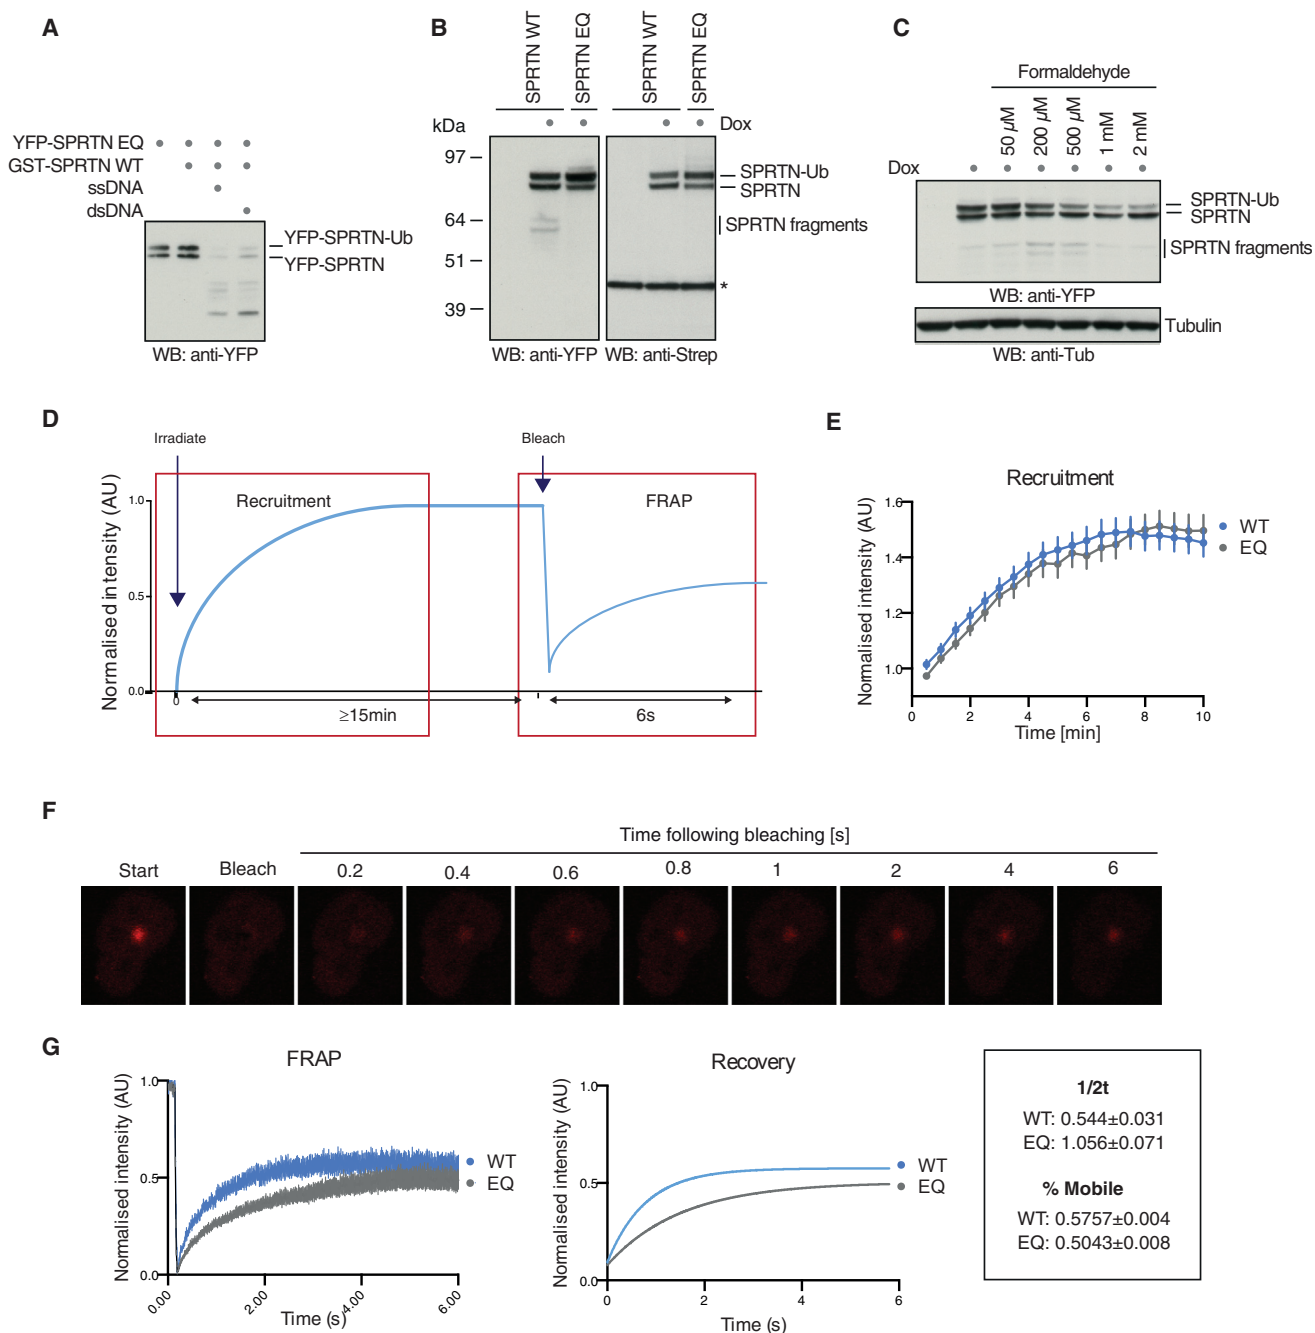 A
YFP-SPRTN EQ
GST-SPRTN WT
ssDNA
dsDNA
YFP-SPRTN-Ub
YFP-SPRTN
WB: anti-YFP
B
SPRTN WT
SPRTN EQ
SPRTN WT
SPRTN EQ
Dox
kDa
97
64
51
39
SPRTN-Ub
SPRTN
SPRTN fragments
*
WB: anti-YFP
WB: anti-Strep
C
Formaldehyde
50 µM
200 µM
500 µM
1 mM
2 mM
Dox
SPRTN-Ub
SPRTN
SPRTN fragments
WB: anti-YFP
Tubulin
WB: anti-Tub
D
Irradiate
Bleach
Recruitment
FRAP
Normalised intensity (AU)
1.0
0.5
0.0
0
≥15min
6s
E
Recruitment
Normalised intensity (AU)
1.6
1.4
1.2
1.0
0 2 4 6 8 10
Time [min]
WT
EQ
F
Time following bleaching [s]
Start Bleach 0.2 0.4 0.6 0.8 1 2 4 6
G
FRAP
Normalised intensity (AU)
1.0
0.5
0.0
0.00 2.00 4.00 6.00
Time (s)
WT
EQ
Recovery
Normalised intensity (AU)
1.0
0.5
0.0
0 2 4 6
Time (s)
WT
EQ
1/2t
WT: 0.544±0.031
EQ: 1.056±0.071
% Mobile
WT: 0.5757±0.004
EQ: 0.5043±0.008